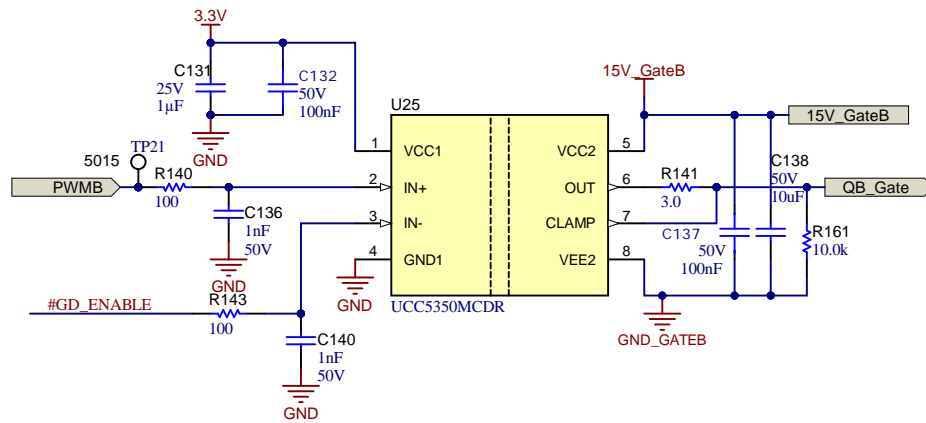 3.3V
C131
25V
1µF
C132
50V
100nF
U25
15V_GateB
15V_GateB
TP21
5015
PWMB
R140
100
C136
1nF
50V
GND
GND
1
VCC1
2
IN+
3
IN-
4
GND1
VCC2
5
OUT
6
CLAMP
7
VEE2
8
UCC5350MCDR
R141
3.0
C138
50V
10uF
QB_Gate
C137
50V
100nF
R161
10.0k
GND
#GD_ENABLE
R143
100
GND_GATEB
C140
1nF
50V
GND